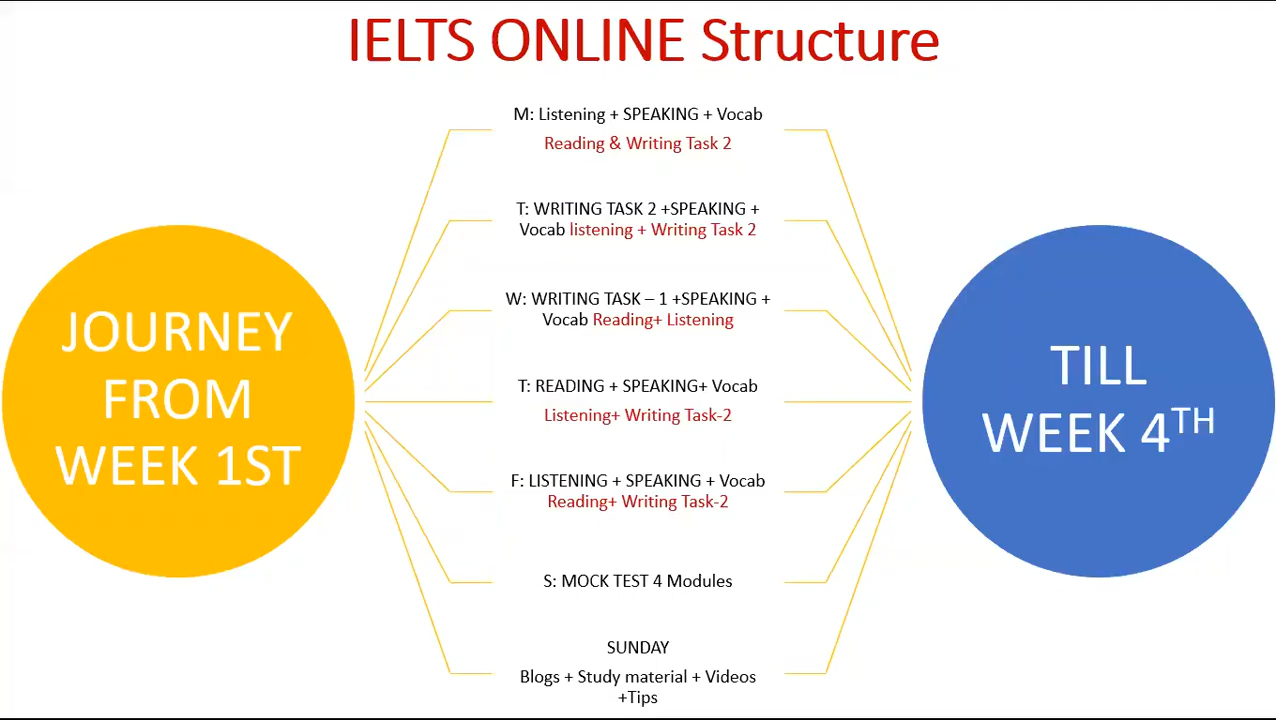 IELTS ONLINE Structure
M: Listening + SPEAKING + Vocab
Reading & Writing Task 2
T: WRITING TASK 2 +SPEAKING +
Vocab listening + Writing Task 2
W: WRITING TASK – 1 +SPEAKING +
Vocab Reading+ Listening
T: READING + SPEAKING+ Vocab
Listening+ Writing Task-2
F: LISTENING + SPEAKING + Vocab
Reading+ Writing Task-2
S: MOCK TEST 4 Modules
SUNDAY
Blogs + Study material + Videos
+Tips
JOURNEY
FROM
WEEK 1ST
TILL
WEEK 4TH